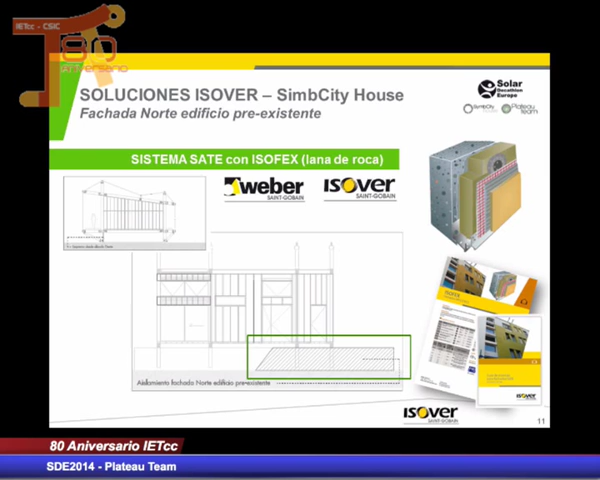 IETcc - CSIC
80
ANIVERSARIO
SOLUCIONES ISOVER – SimbCity House
Fachada Norte edificio pre-existente
Solar
Decathlon
Europe
SimbCity
Plateau
Team
SISTEMA SATE con ISOFEX (lana de roca)
weber
SAINT-GOBAIN
ISOVER
SAINT-GOBAIN
Aislamiento fachada Norte edificio pre-existente
ISOVER
ISOVER
SAINT-GOBAIN
11
80 Aniversario IETcc
SDE2014 - Plateau Team